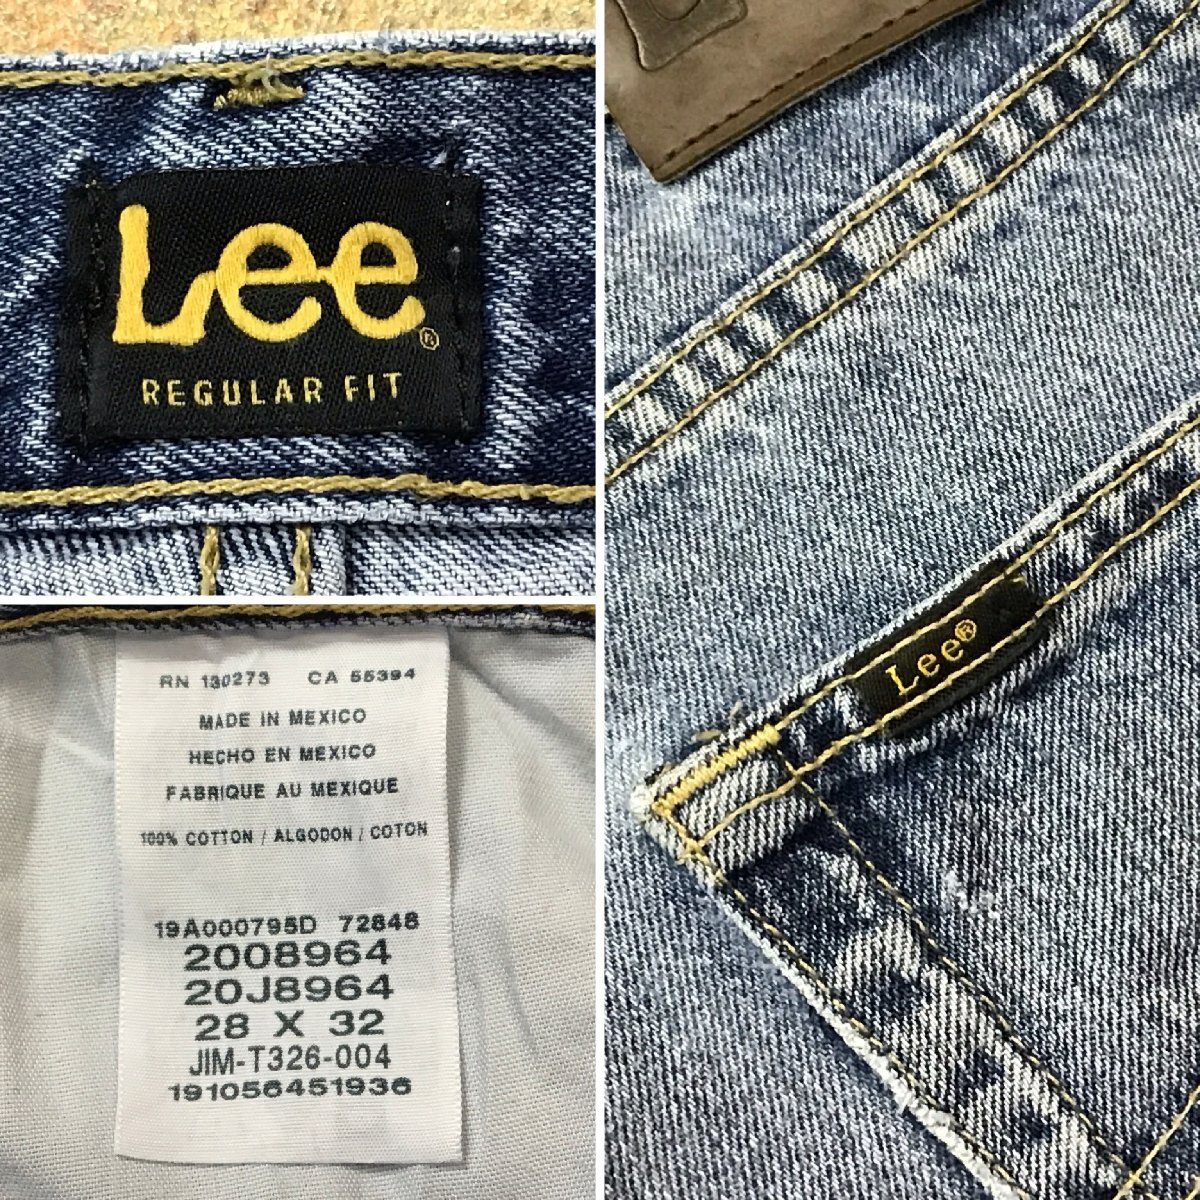 Lee®
REGULAR FIT
RN 130273 CA 55394
MADE IN MEXICO
HECHO EN MEXICO
FABRIQUE AU MEXIQUE
100% COTTON / ALGODON / COTON
19A000795D 72848
2008964
20J8964
28 X 32
JIM-T326-004
191056451936
Lee®